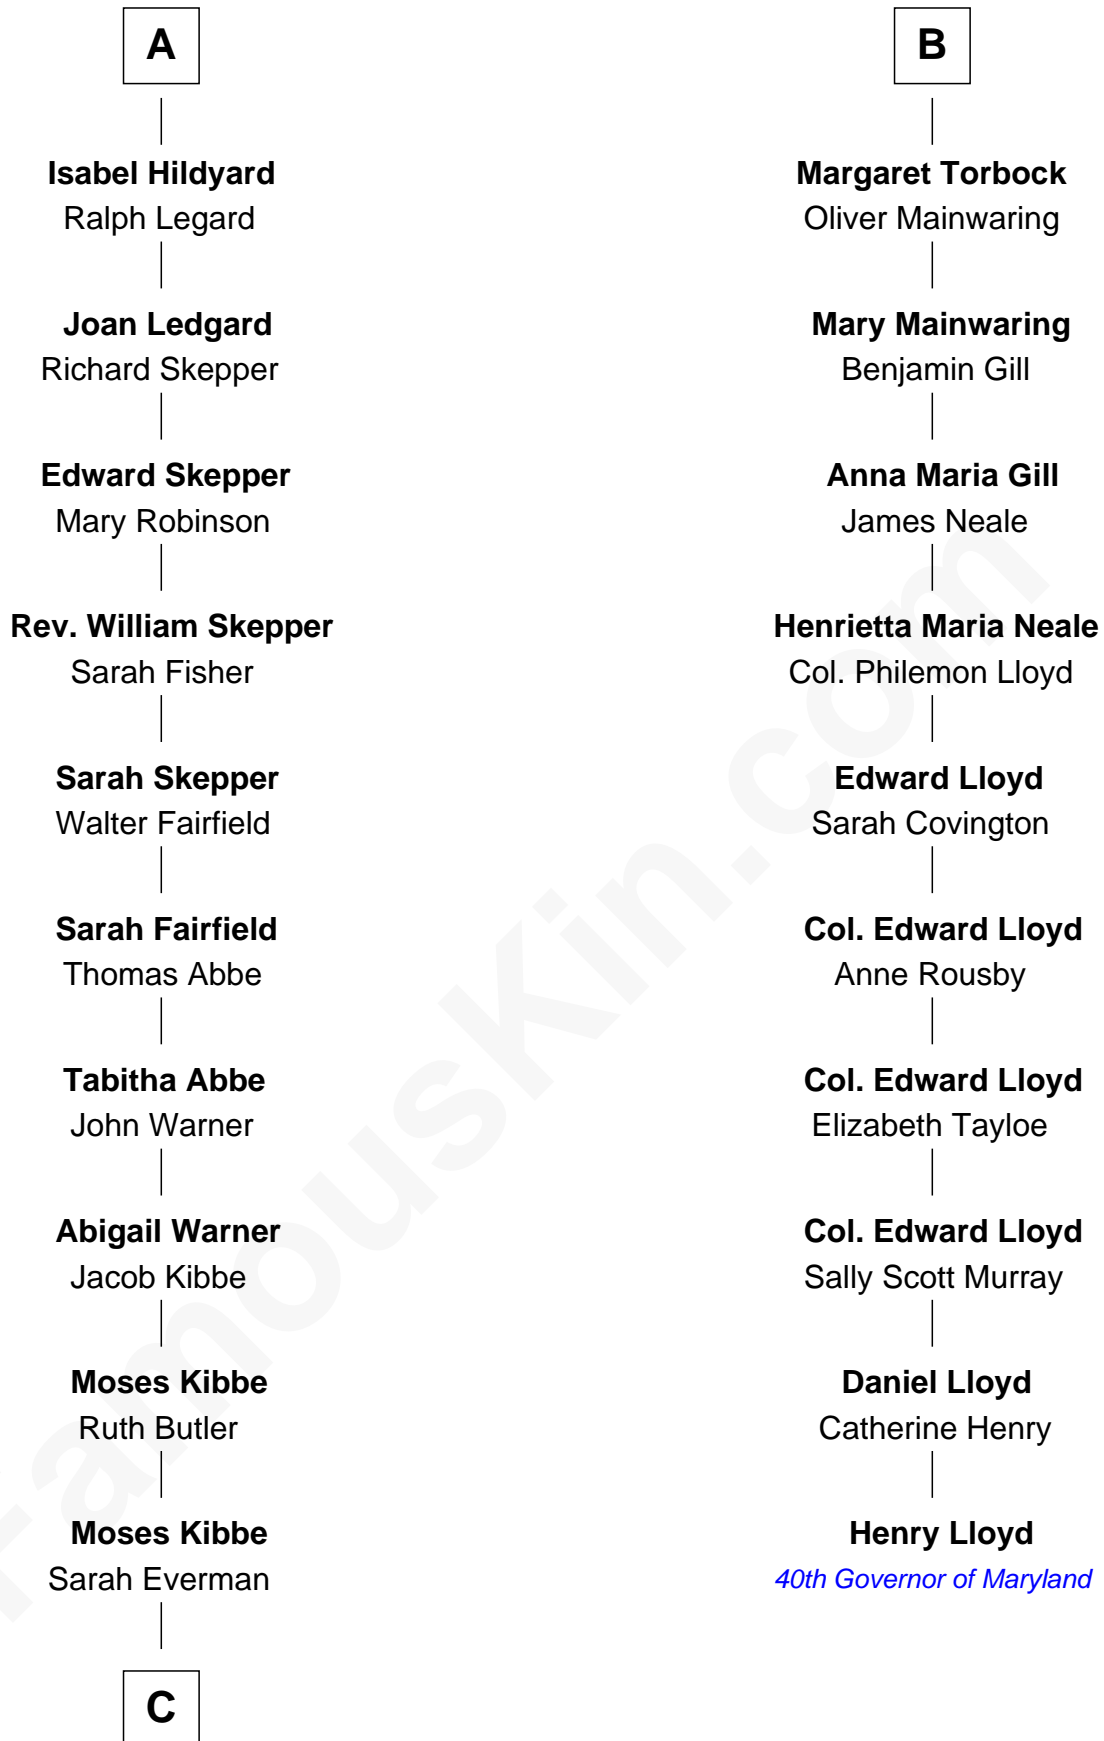 A
Isabel Hildyard
Ralph Legard
Joan Ledgard
Richard Skepper
Edward Skepper
Mary Robinson
Rev. William Skepper
Sarah Fisher
Sarah Skepper
Walter Fairfield
Sarah Fairfield
Thomas Abbe
Tabitha Abbe
John Warner
Abigail Warner
Jacob Kibbe
Moses Kibbe
Ruth Butler
Moses Kibbe
Sarah Everman
C
B
Margaret Torbock
Oliver Mainwaring
Mary Mainwaring
Benjamin Gill
Anna Maria Gill
James Neale
Henrietta Maria Neale
Col. Philemon Lloyd
Edward Lloyd
Sarah Covington
Col. Edward Lloyd
Anne Rousby
Col. Edward Lloyd
Elizabeth Tayloe
Col. Edward Lloyd
Sally Scott Murray
Daniel Lloyd
Catherine Henry
Henry Lloyd
40th Governor of Maryland
FamousKin.com